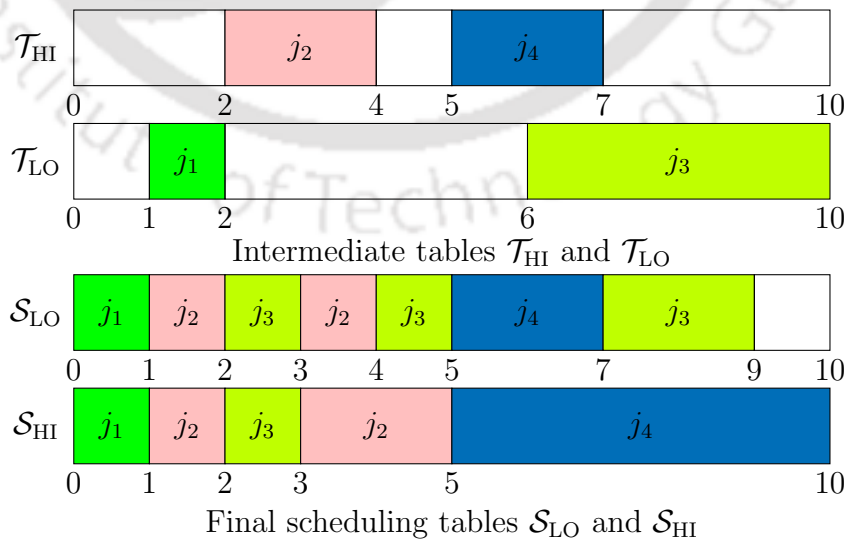 𝒯HI j2 j4
0 2 4 5 7 10
𝒯LO j1 j3
0 1 2 6 10
Intermediate tables 𝒯HI and 𝒯LO
𝒮LO j1 j2 j3 j2 j3 j4 j3
0 1 2 3 4 5 7 9 10
𝒮HI j1 j2 j3 j2 j4
0 1 2 3 5 10
Final scheduling tables 𝒮LO and 𝒮HI
of Technology